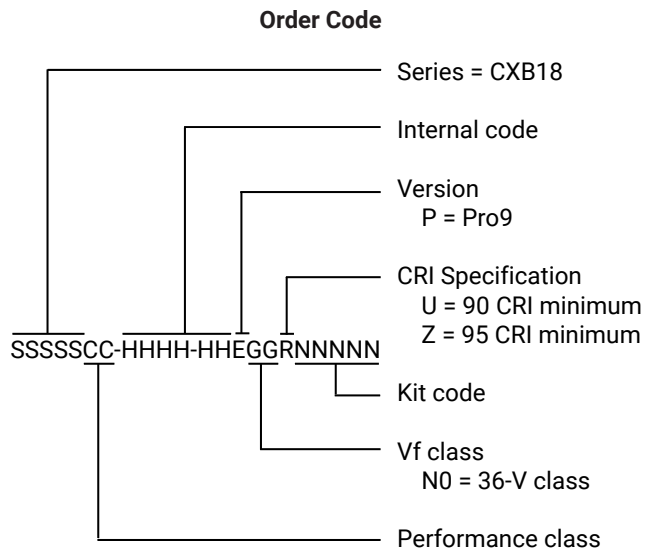 Order Code
Series = CXB18
Internal code
Version
P = Pro9
CRI Specification
U = 90 CRI minimum
Z = 95 CRI minimum
SSSSSCC-HHHH-HHEGGRNNNNN
Kit code
Vf class
N0 = 36-V class
Performance class